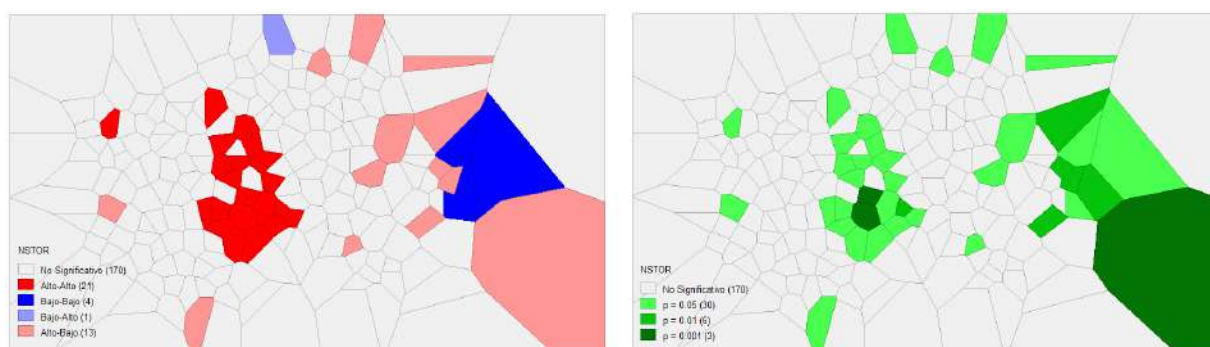 NSTOR
No Significativo (170)
Alto-Alto (21)
Bajo-Bajo (4)
Bajo-Alto (1)
Alto-Bajo (13)
NSTOR
No Significativo (170)
p = 0.05 (30)
p = 0.01 (6)
p = 0.001 (3)